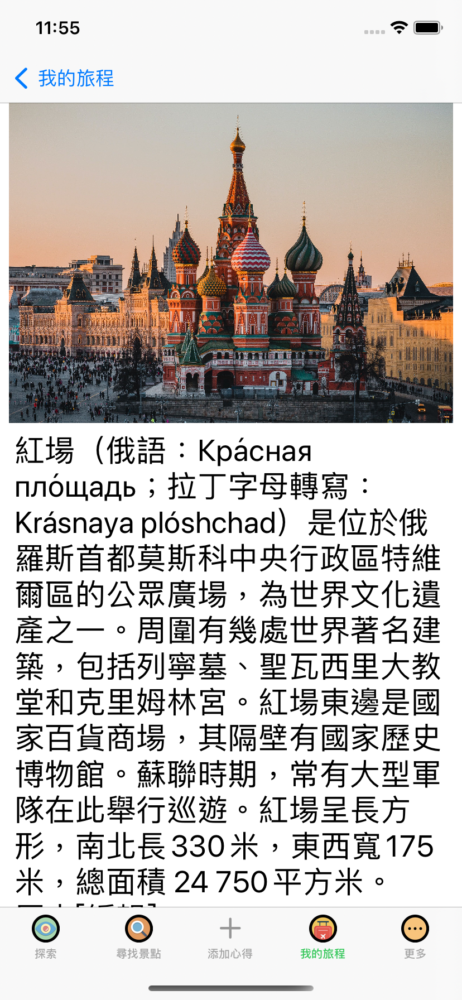 11:55
我的旅程
紅場（俄語：Кра́сная
пло́щадь；拉丁字母轉寫：
Krásnaya plóshchad）是位於俄
羅斯首都莫斯科中央行政區特維
爾區的公眾廣場，為世界文化遺
產之一。周圍有幾處世界著名建
築，包括列寧墓、聖瓦西里大教
堂和克里姆林宮。紅場東邊是國
家百貨商場，其隔壁有國家歷史
博物館。蘇聯時期，常有大型軍
隊在此舉行巡遊。紅場呈長方
形，南北長330米，東西寬175
米，總面積 24 750平方米。
探索
尋找景點
添加心得
我的旅程
更多